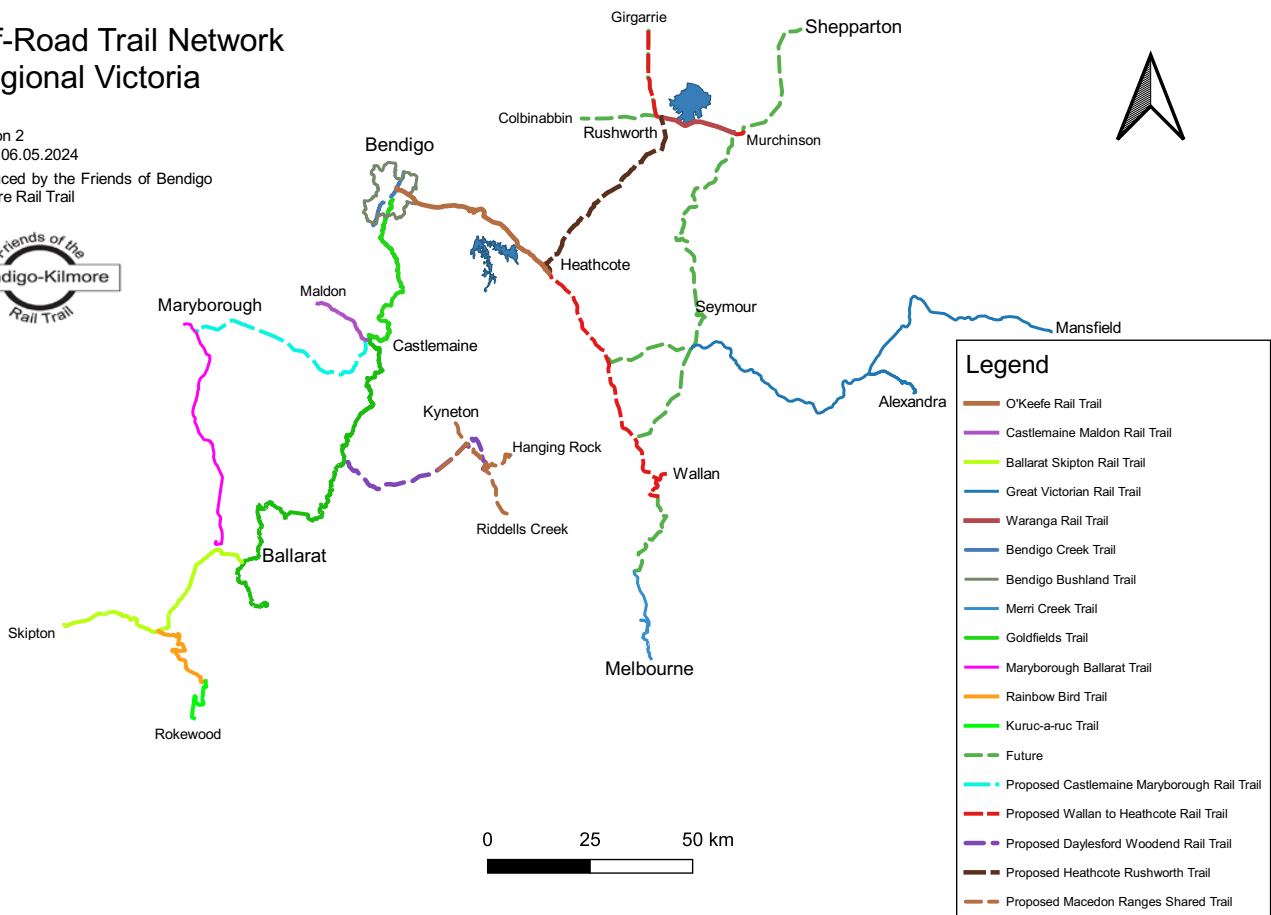 f-Road Trail Network
gional Victoria
on 2
06.05.2024
ced by the Friends of Bendigo
re Rail Trail
Friends of the
ndigo-Kilmore
Rail Trail
Girgarrie
Shepparton
Colbinabbin
Rushworth
Murchinson
Bendigo
Heathcote
Maldon
Maryborough
Seymour
Mansfield
Castlemaine
Alexandra
Kyneton
Hanging Rock
Wallan
Riddells Creek
Ballarat
Skipton
Melbourne
Rokewood
0 25 50 km
Legend
O'Keefe Rail Trail
Castlemaine Maldon Rail Trail
Ballarat Skipton Rail Trail
Great Victorian Rail Trail
Waranga Rail Trail
Bendigo Creek Trail
Bendigo Bushland Trail
Merri Creek Trail
Goldfields Trail
Maryborough Ballarat Trail
Rainbow Bird Trail
Kuruc-a-ruc Trail
Future
Proposed Castlemaine Maryborough Rail Trail
Proposed Wallan to Heathcote Rail Trail
Proposed Daylesford Woodend Rail Trail
Proposed Heathcote Rushworth Trail
Proposed Macedon Ranges Shared Trail